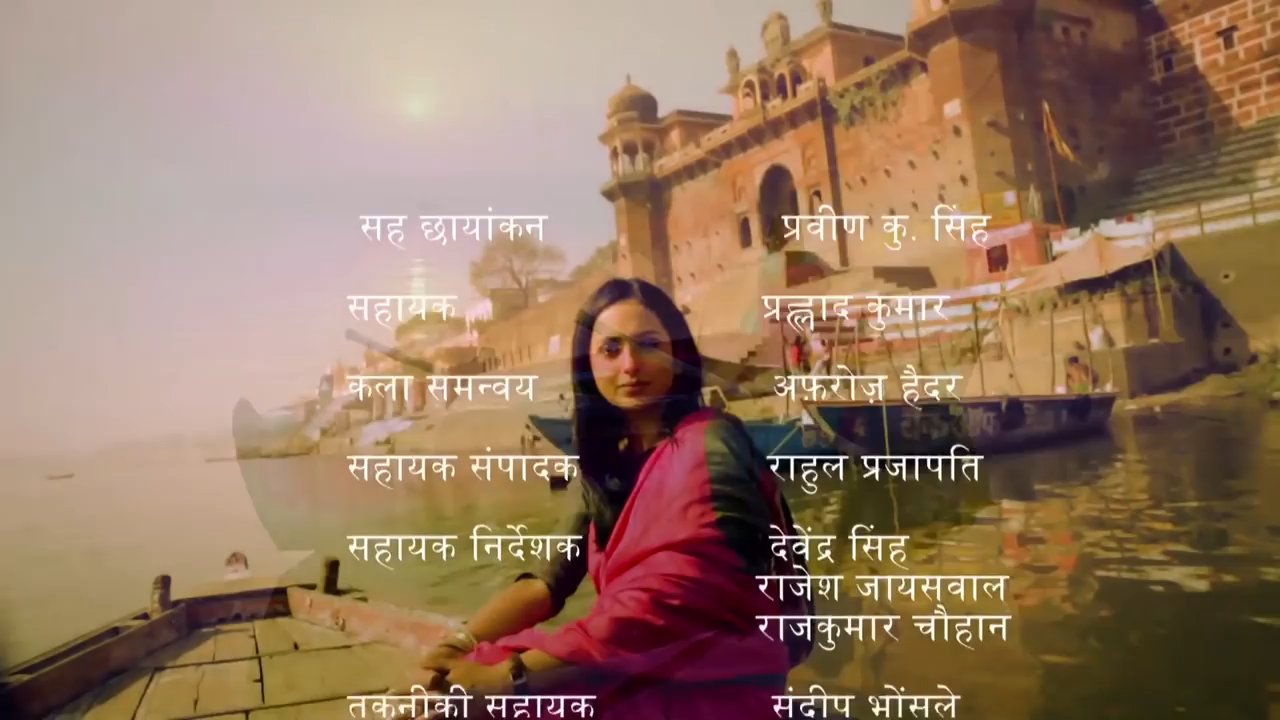 सह छायांकन प्रवीण कु. सिंह
सहायक प्रह्लाद कुमार
कला समन्वय अफ़रोज़ हैदर
सहायक संपादक राहुल प्रजापति
सहायक निर्देशक देवेंद्र सिंह
राजेश जायसवाल
राजकुमार चौहान
तकनीकी सहायक संदीप भोंसले